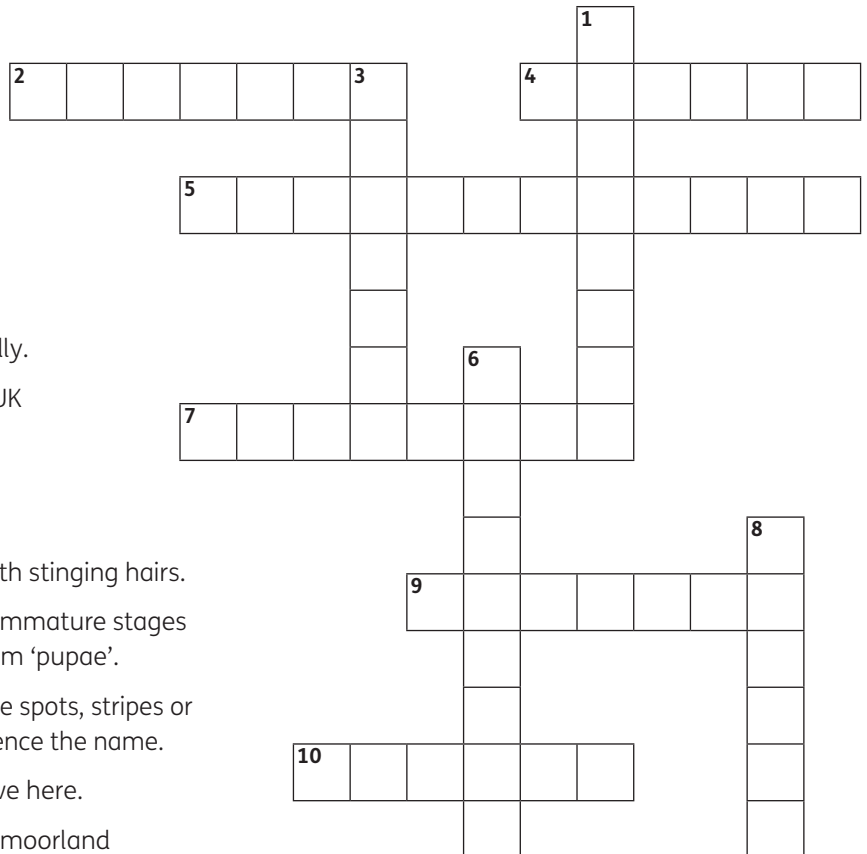 1
2 3 4
5
lly.
6
UK
7
8
th stinging hairs.
9
mmature stages
m ‘pupae’.
e spots, stripes or
ence the name.
10
ve here.
moorland